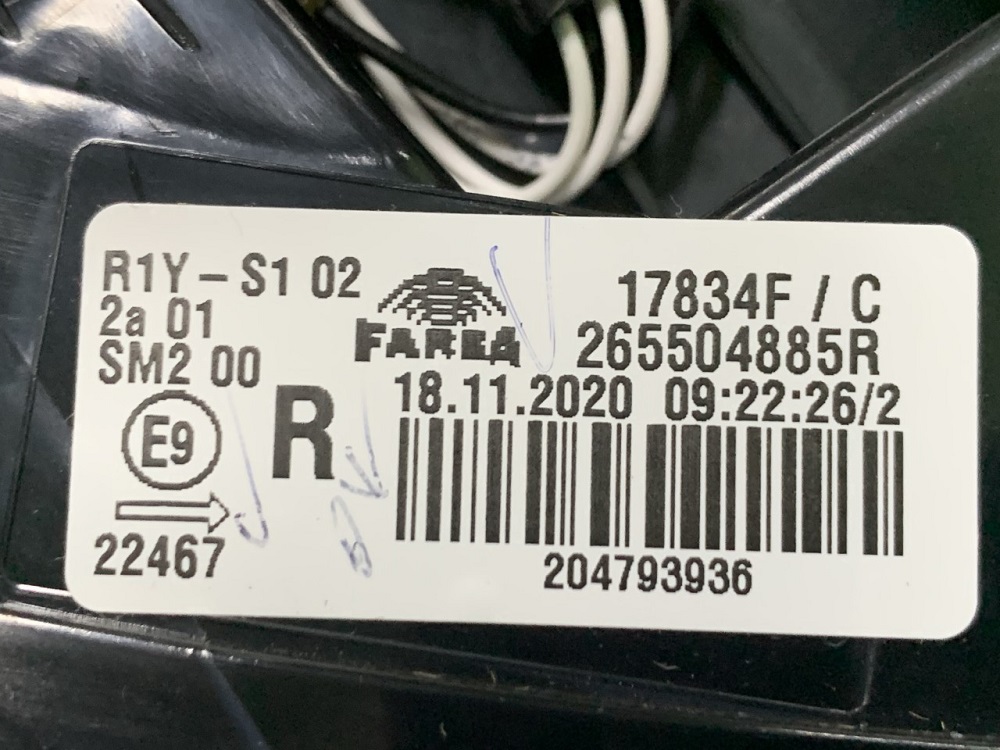 R1Y-S1 02
2a 01
SM2 00
E9
22467
R
FAREA
17834F / C
265504885R
18.11.2020 09:22:26/2
204793936